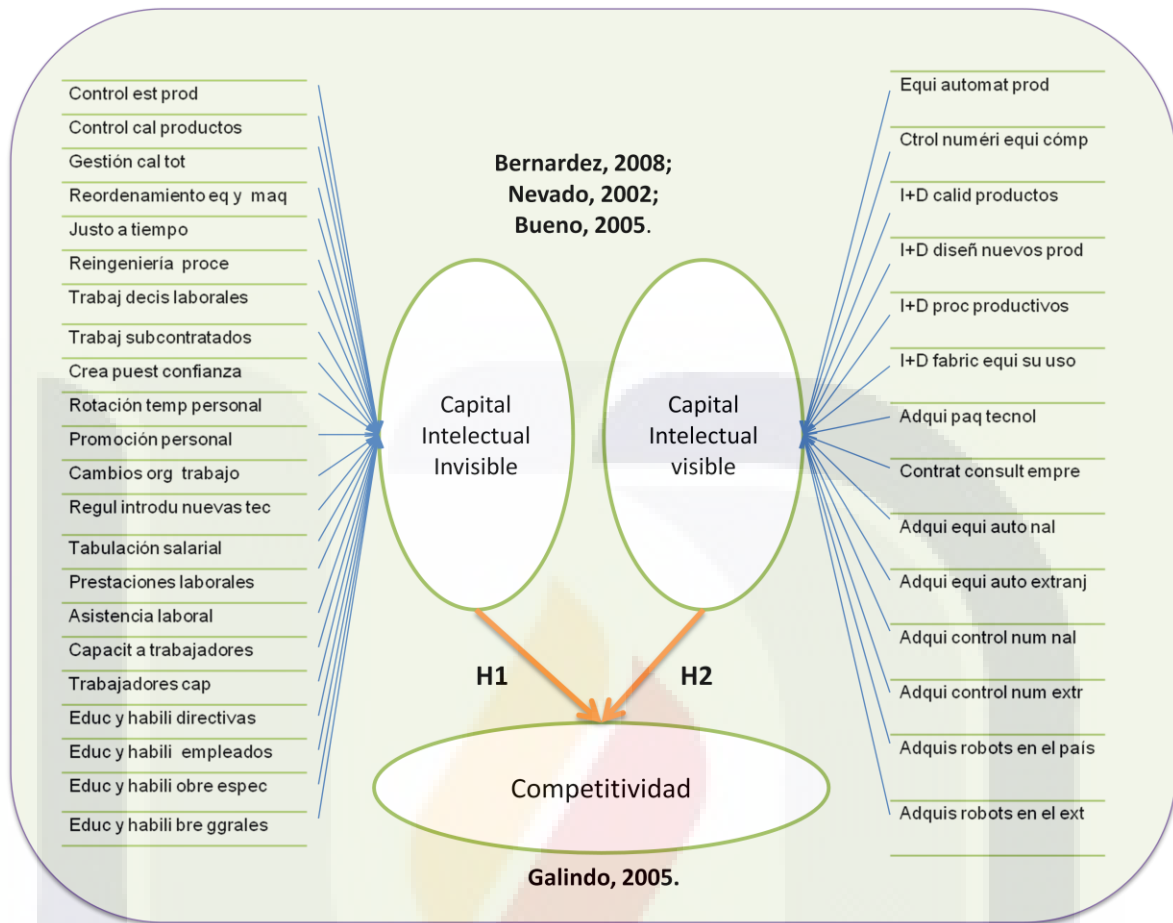 Control est prod
Control cal productos
Gestión cal tot
Reordenamiento eq y maq
Justo a tiempo
Reingeniería proce
Trabaj decis laborales
Trabaj subcontratados
Crea puest confianza
Rotación temp personal
Promoción personal
Cambios org trabajo
Regul introdu nuevas tec
Tabulación salarial
Prestaciones laborales
Asistencia laboral
Capacit a trabajadores
Trabajadores cap
Educ y habili directivas
Educ y habili empleados
Educ y habili obre espec
Educ y habili bre ggrales
Bernardez, 2008;
Nevado, 2002;
Bueno, 2005.
Capital
Intelectual
Invisible
Capital
Intelectual
visible
H1
H2
Competitividad
Galindo, 2005.
Equi automat prod
Ctrol numéri equi cómp
I+D calid productos
I+D diseñ nuevos prod
I+D proc productivos
I+D fabric equi su uso
Adqui paq tecnol
Contrat consult empre
Adqui equi auto nal
Adqui equi auto extranj
Adqui control num nal
Adqui control num extr
Adquis robots en el país
Adquis robots en el ext